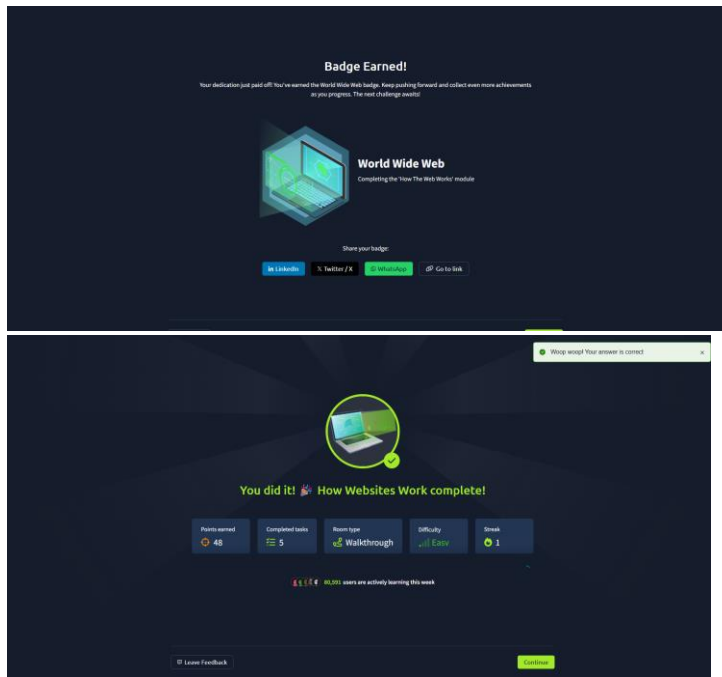 Badge Earned!
Your dedication just paid off! You've earned the World Wide Web badge. Keep pushing forward and collect even more achievements
as you progress. The next challenge awaits!
World Wide Web
Completing the 'How The Web Works' module
Share your badge:
in LinkedIn
X Twitter / X
WhatsApp
Go to link
Woop woop! Your answer is correct
You did it! 🎉 How Websites Work complete!
Points earned
48
Completed tasks
5
Room type
Walkthrough
Difficulty
Easy
Streak
1
users are actively learning this week
Leave Feedback
Continue